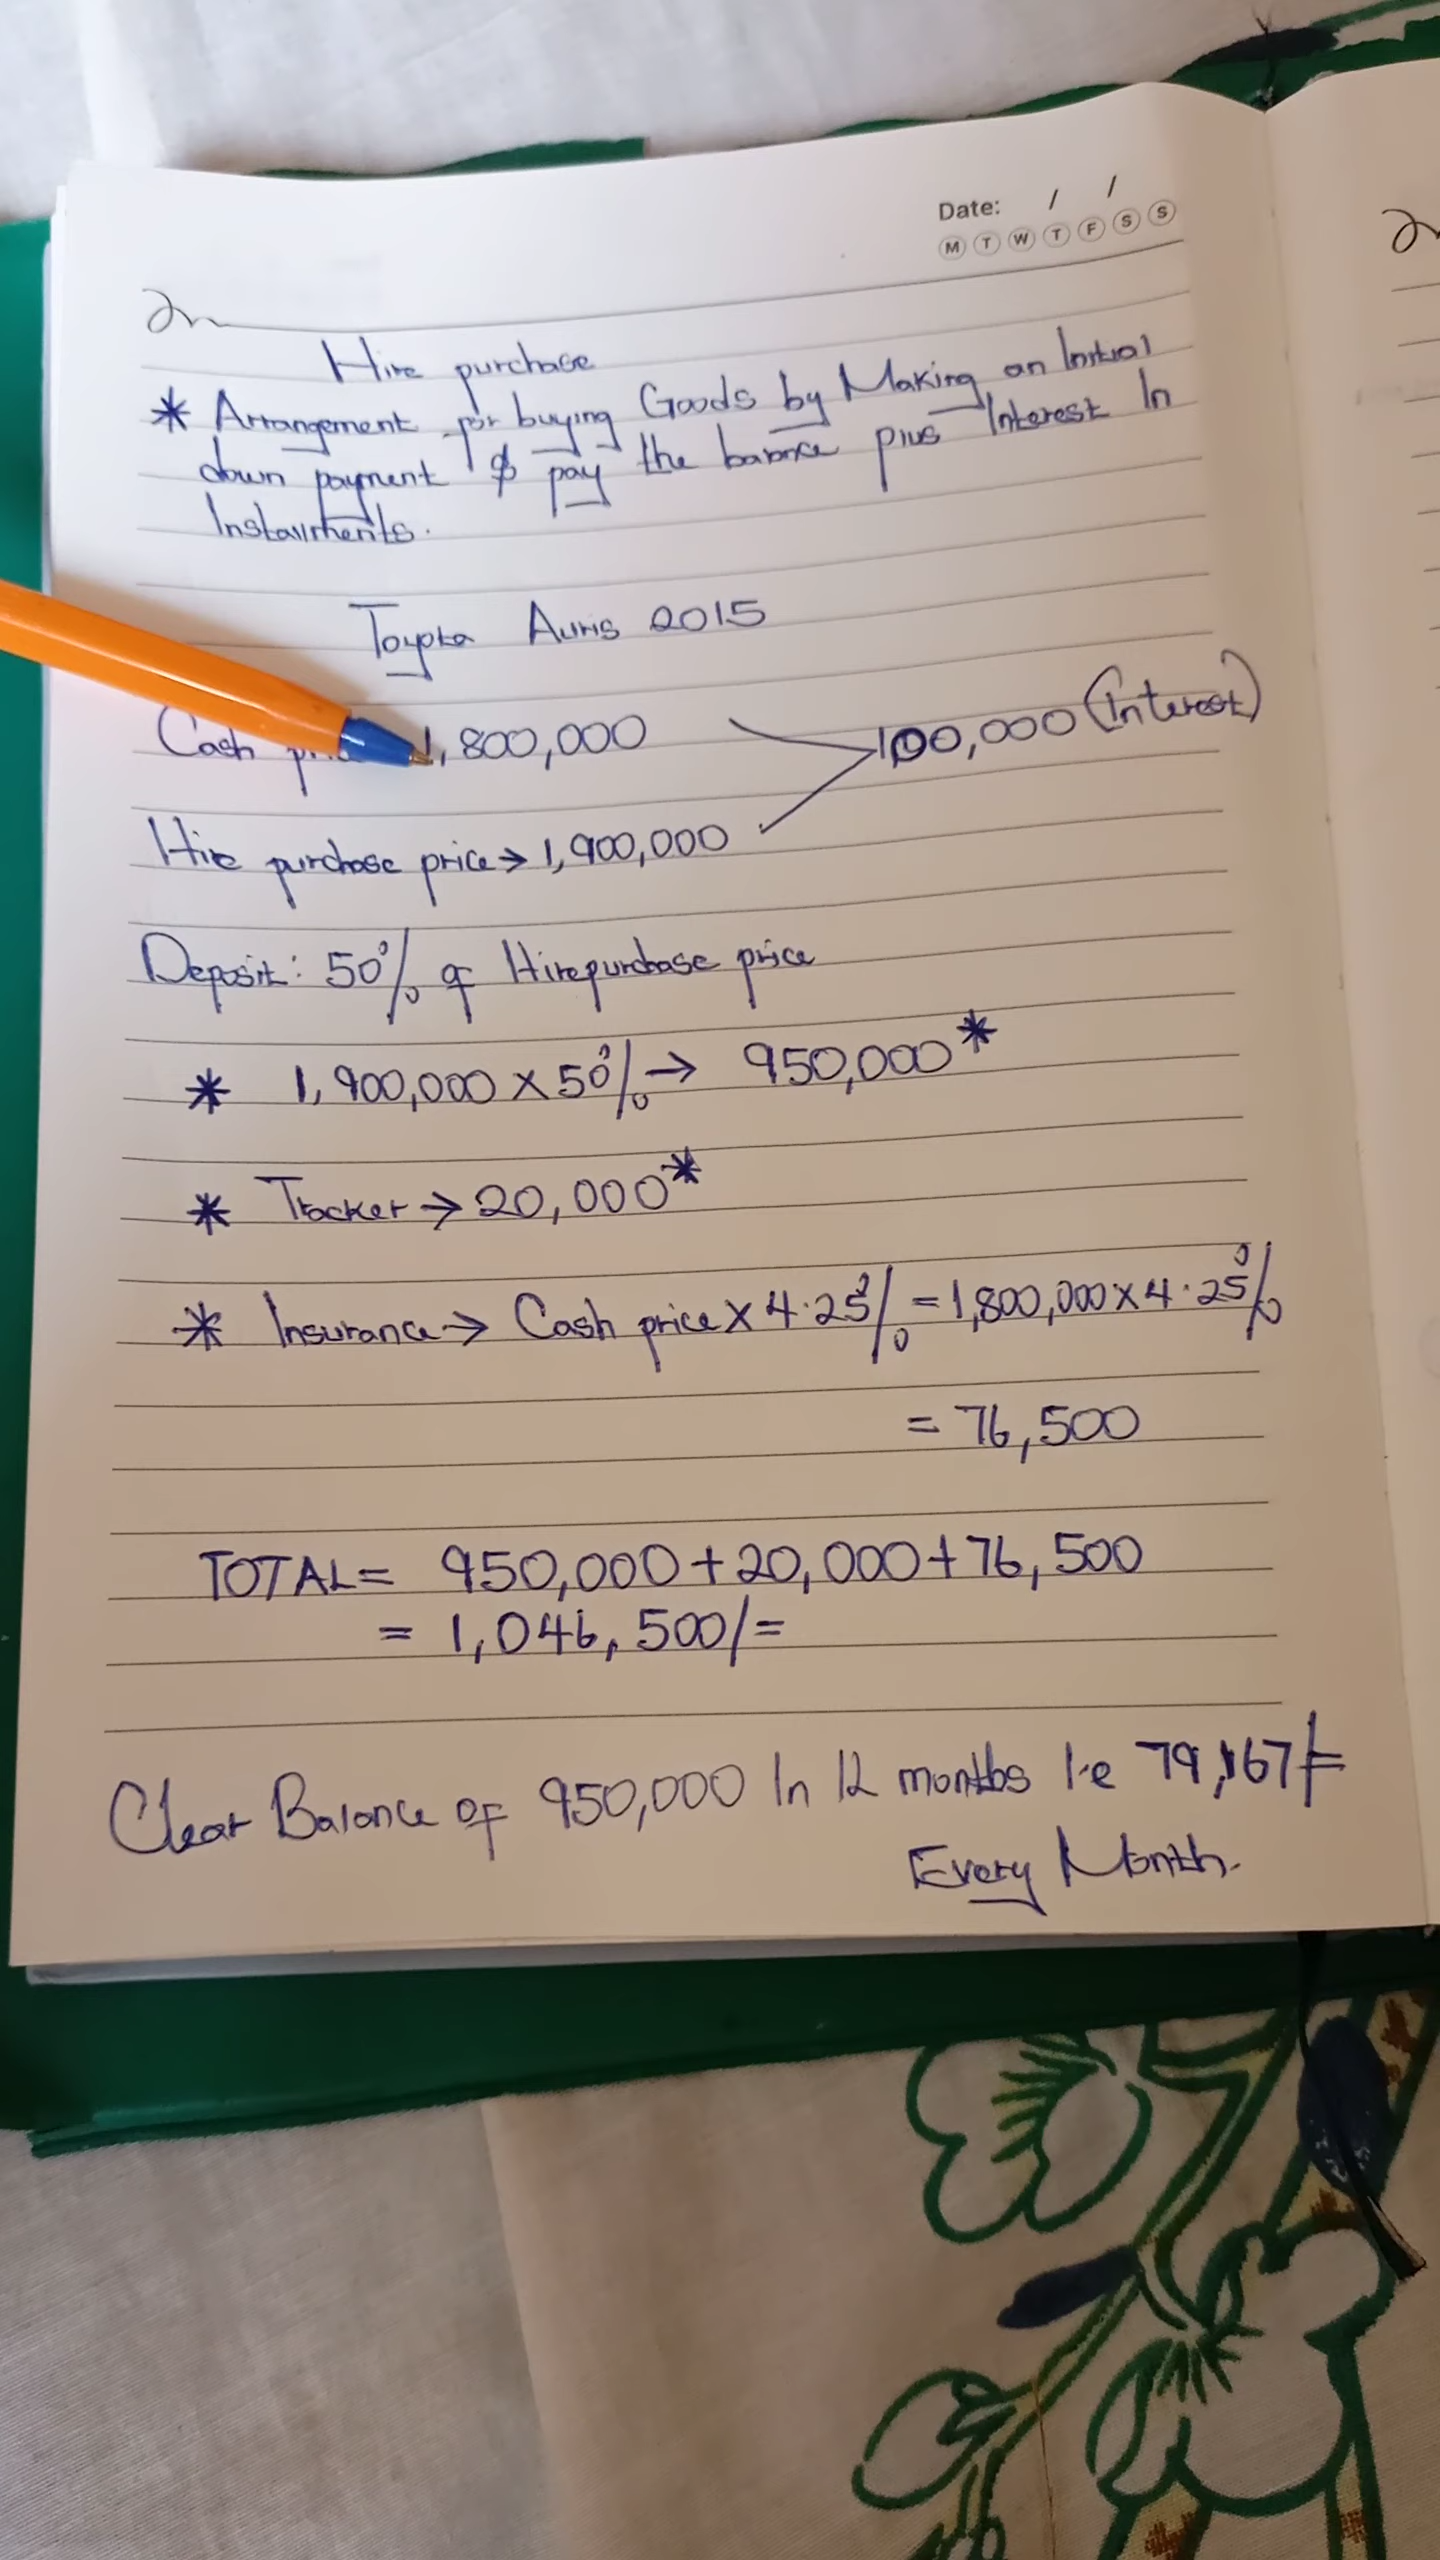 Date: / /
M T W T F S S
Hire purchase
* Arrangement for buying Goods by Making an Initial
down payment & pay the balance plus Interest In
Instalments.
Toyota Auris 2015
Cash 1,800,000
100,000 (Interest)
Hire purchase price → 1,900,000
Deposit: 50% of Hirepurchase price
* 1,900,000 x 50% → 950,000*
* Tracker → 20,000*
* Insurance → Cash price x 4.25% = 1,800,000 x 4.25%
= 76,500
TOTAL = 950,000 + 20,000 + 76,500
= 1,046,500/=
Clear Balance of 950,000 In 12 months I.e 79,167/=
Every Month.